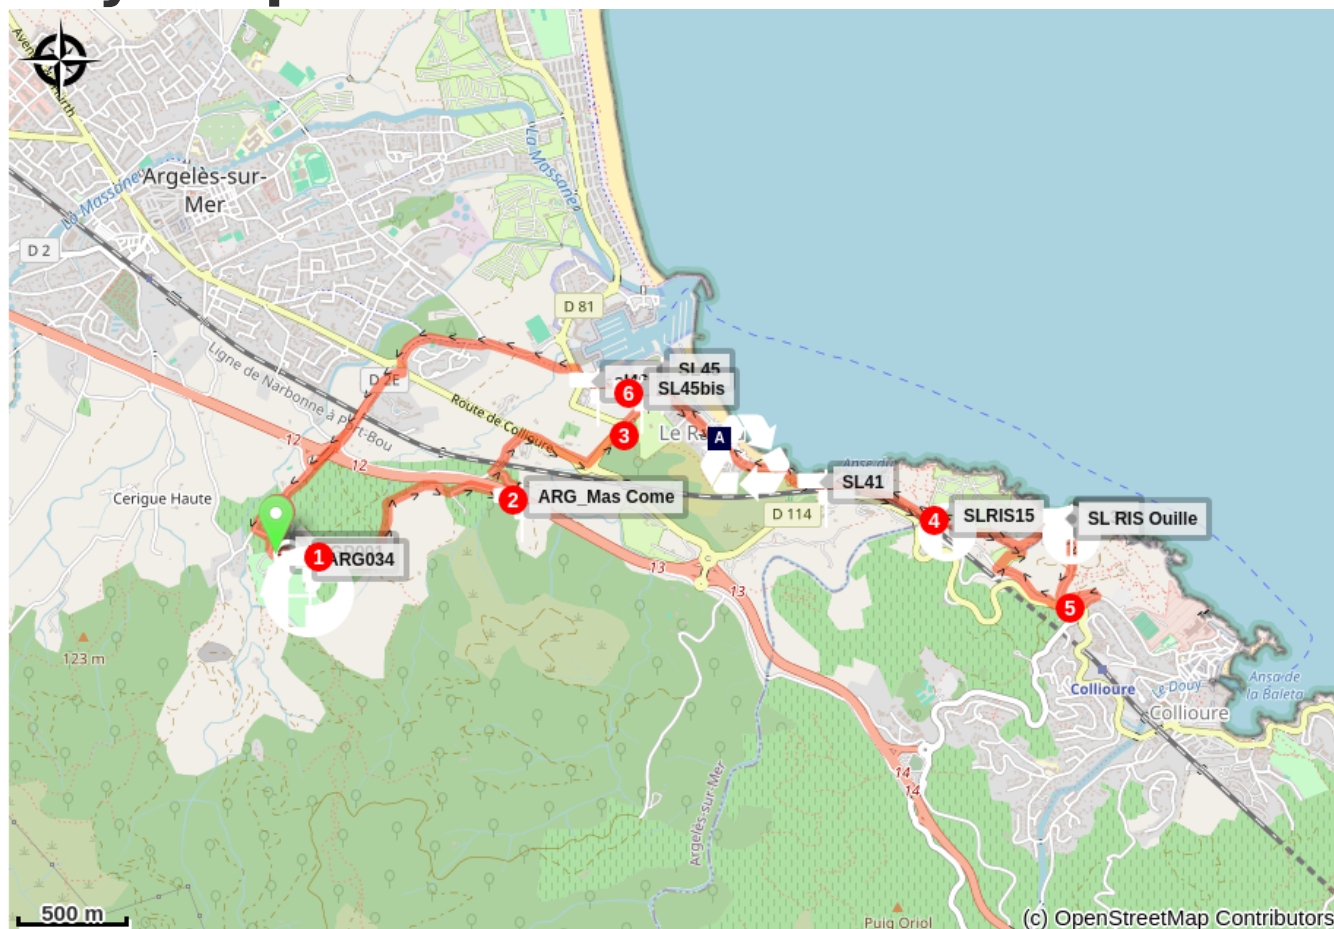 Argelès-sur-
Mer
La Massane
La Massane
D 2
D 81
D 2E
Ligne de Narbonne à Port-Bou
Route de Collioure
SL45
SL45bis
6
3
A
12
12
Cerigue Haute
2
ARG_Mas Come
SL41
D 114
4
SLRIS15
SL RIS Ouille
1
ARG034
13
13
5
123 m
Collioure
Le Douy
Collioure
Ansa de
la Baleta
14
14
Argelès-sur-Mer
Puig Oriol
500 m
(c) OpenStreetMap Contributors